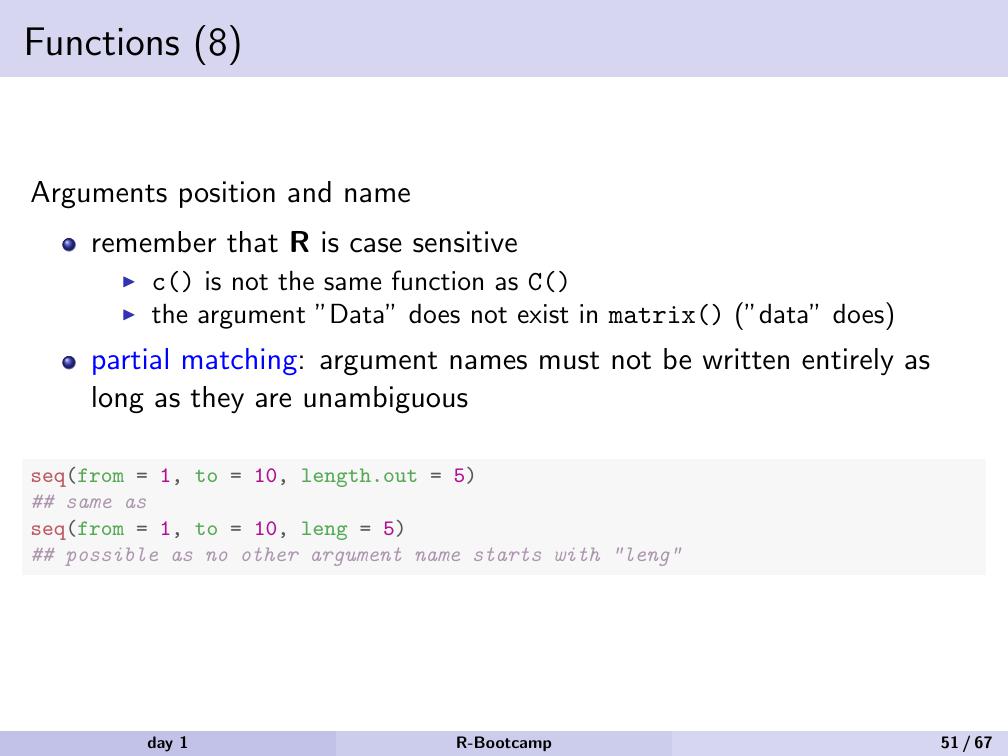 Functions (8)
Arguments position and name
remember that R is case sensitive
c() is not the same function as C()
the argument ”Data” does not exist in matrix() (”data” does)
partial matching: argument names must not be written entirely as
long as they are unambiguous
seq(from = 1, to = 10, length.out = 5)
## same as
seq(from = 1, to = 10, leng = 5)
## possible as no other argument name starts with "leng"
day 1
R-Bootcamp
51 / 67